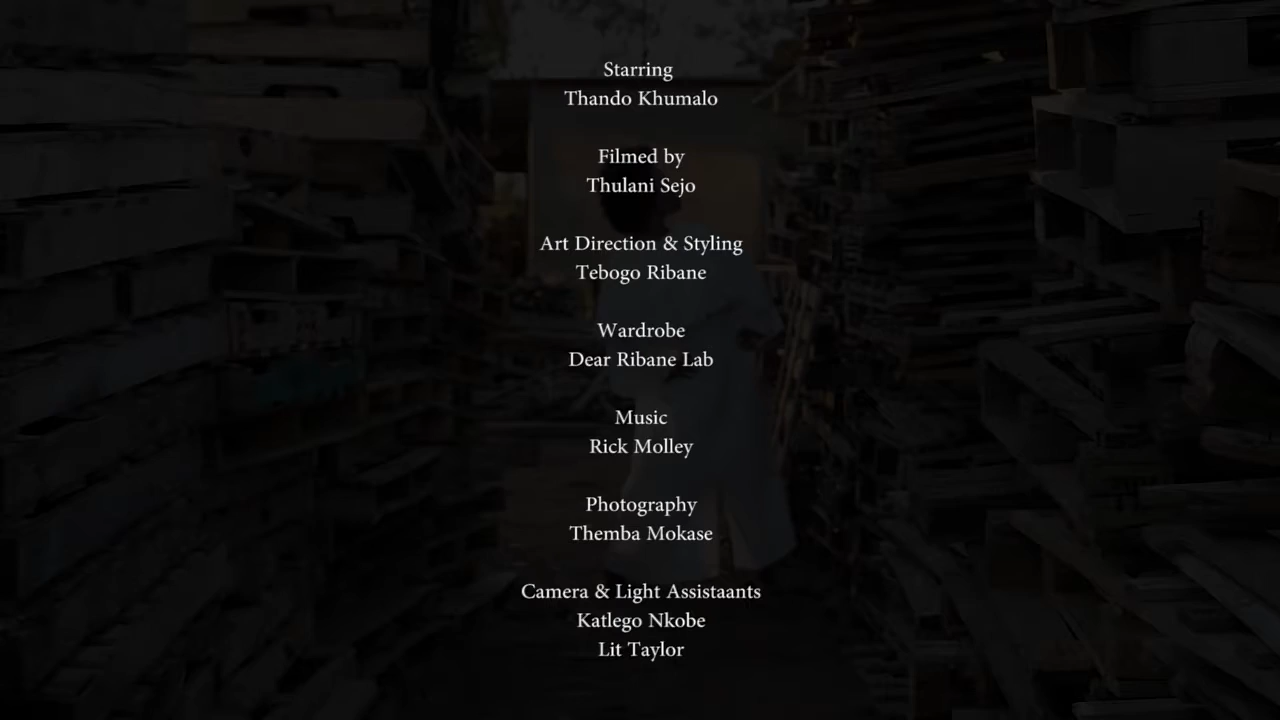 Starring
Thando Khumalo
Filmed by
Thulani Sejo
Art Direction & Styling
Tebogo Ribane
Wardrobe
Dear Ribane Lab
Music
Rick Molley
Photography
Themba Mokase
Camera & Light Assistaants
Katlego Nkobe
Lit Taylor